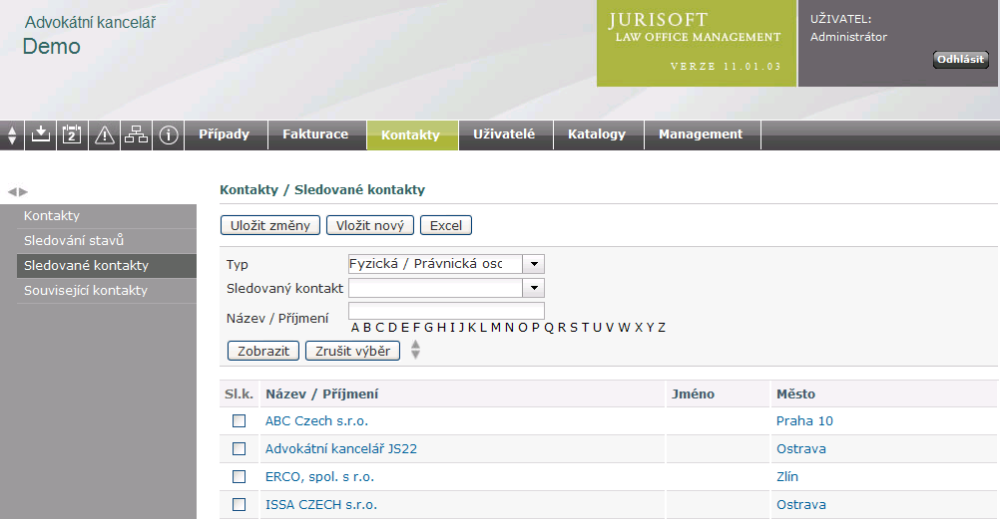 Advokátní kancelář
Demo
JURISOFT
LAW OFFICE MANAGEMENT
VERZE 11.01.03
UŽIVATEL:
Administrátor
Odhlásit
2 Případy Fakturace Kontakty Uživatelé Katalogy Management
Kontakty / Sledované kontakty
Kontakty
Sledování stavů
Sledované kontakty
Související kontakty
Uložit změny Vložit nový Excel
Typ Fyzická / Právnická osc
Sledovaný kontakt
Název / Příjmení
A B C D E F G H I J K L M N O P Q R S T U V W X Y Z
Zobrazit Zrušit výběr
Sl.k. Název / Příjmení Jméno Město
ABC Czech s.r.o. Praha 10
Advokátní kancelář JS22 Ostrava
ERCO, spol. s r.o. Zlín
ISSA CZECH s.r.o. Ostrava